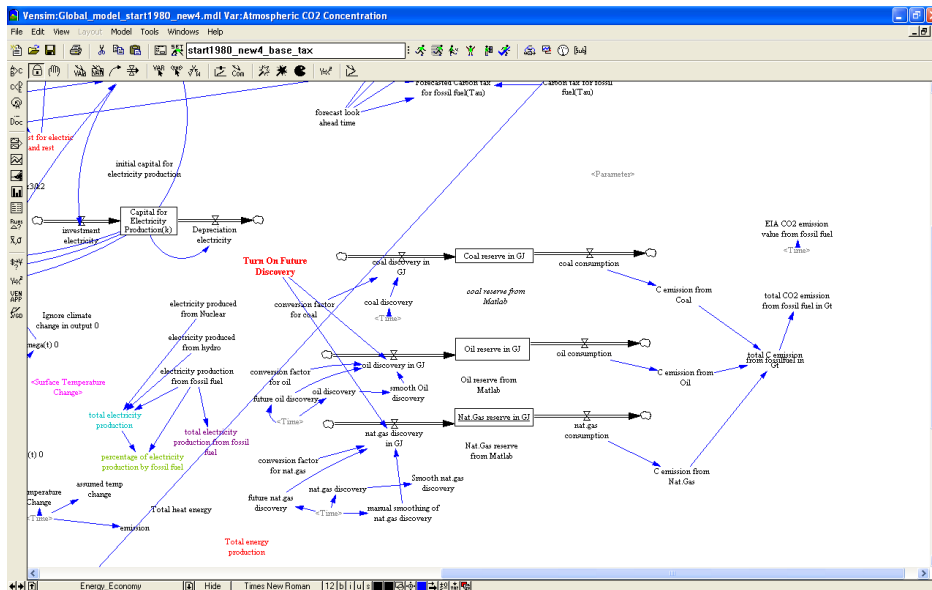 Vensim:Global_model_start1980_new4.mdl Var:Atmospheric CO2 Concentration
File Edit View Layout Model Tools Windows Help
start1980_new4_base_tax
Forecasted Carbon tax
for fossil fuel(Tau)
Carbon tax for fossil
fuel(Tau)
forecast look
ahead time
st for electric
and rest
initial capital for
electricity production
<Parameter>
Capital for
Electricity
Production(k)
investment
electricity
Depreciation
electricity
EIA CO2 emission
value from fossil fuel
<Time>
Turn On Future
Discovery
coal discovery in
GJ
Coal reserve in GJ
coal consumption
conversion factor
for coal
coal discovery
<Time>
coal reserve from
Matlab
C emission from
Coal
total CO2 emission
from fossil fuel in Gt
electricity produced
from Nuclear
Ignore climate
change in output 0
electricity produced
from hydro
mega(t) 0
electricity production
from fossil fuel
<Surface Temperature
Change>
oil discovery in GJ
Oil reserve in GJ
oil consumption
conversion factor
for oil
future oil discovery
oil discovery
smooth Oil
discovery
<Time>
Oil reserve from
Matlab
C emission from
Oil
total C emission
from fossil fuel in
Gt
total electricity
production
total electricity
production from fossil
fuel
percentage of electricity
production by fossil fuel
nat.gas discovery
in GJ
Nat.Gas reserve in GJ
nat.gas
consumption
Nat.Gas reserve
from Matlab
C emission from
Nat.Gas
conversion factor
for nat.gas
nat.gas discovery
Smooth nat.gas
discovery
future nat.gas
discovery
<Time>
manual smoothing of
nat.gas discovery
(t) 0
mperature
Change
assumed temp
change
<Time>
Total heat energy
emission
Total energy
production
Energy_Economy Hide Times New Roman 12 b i u s